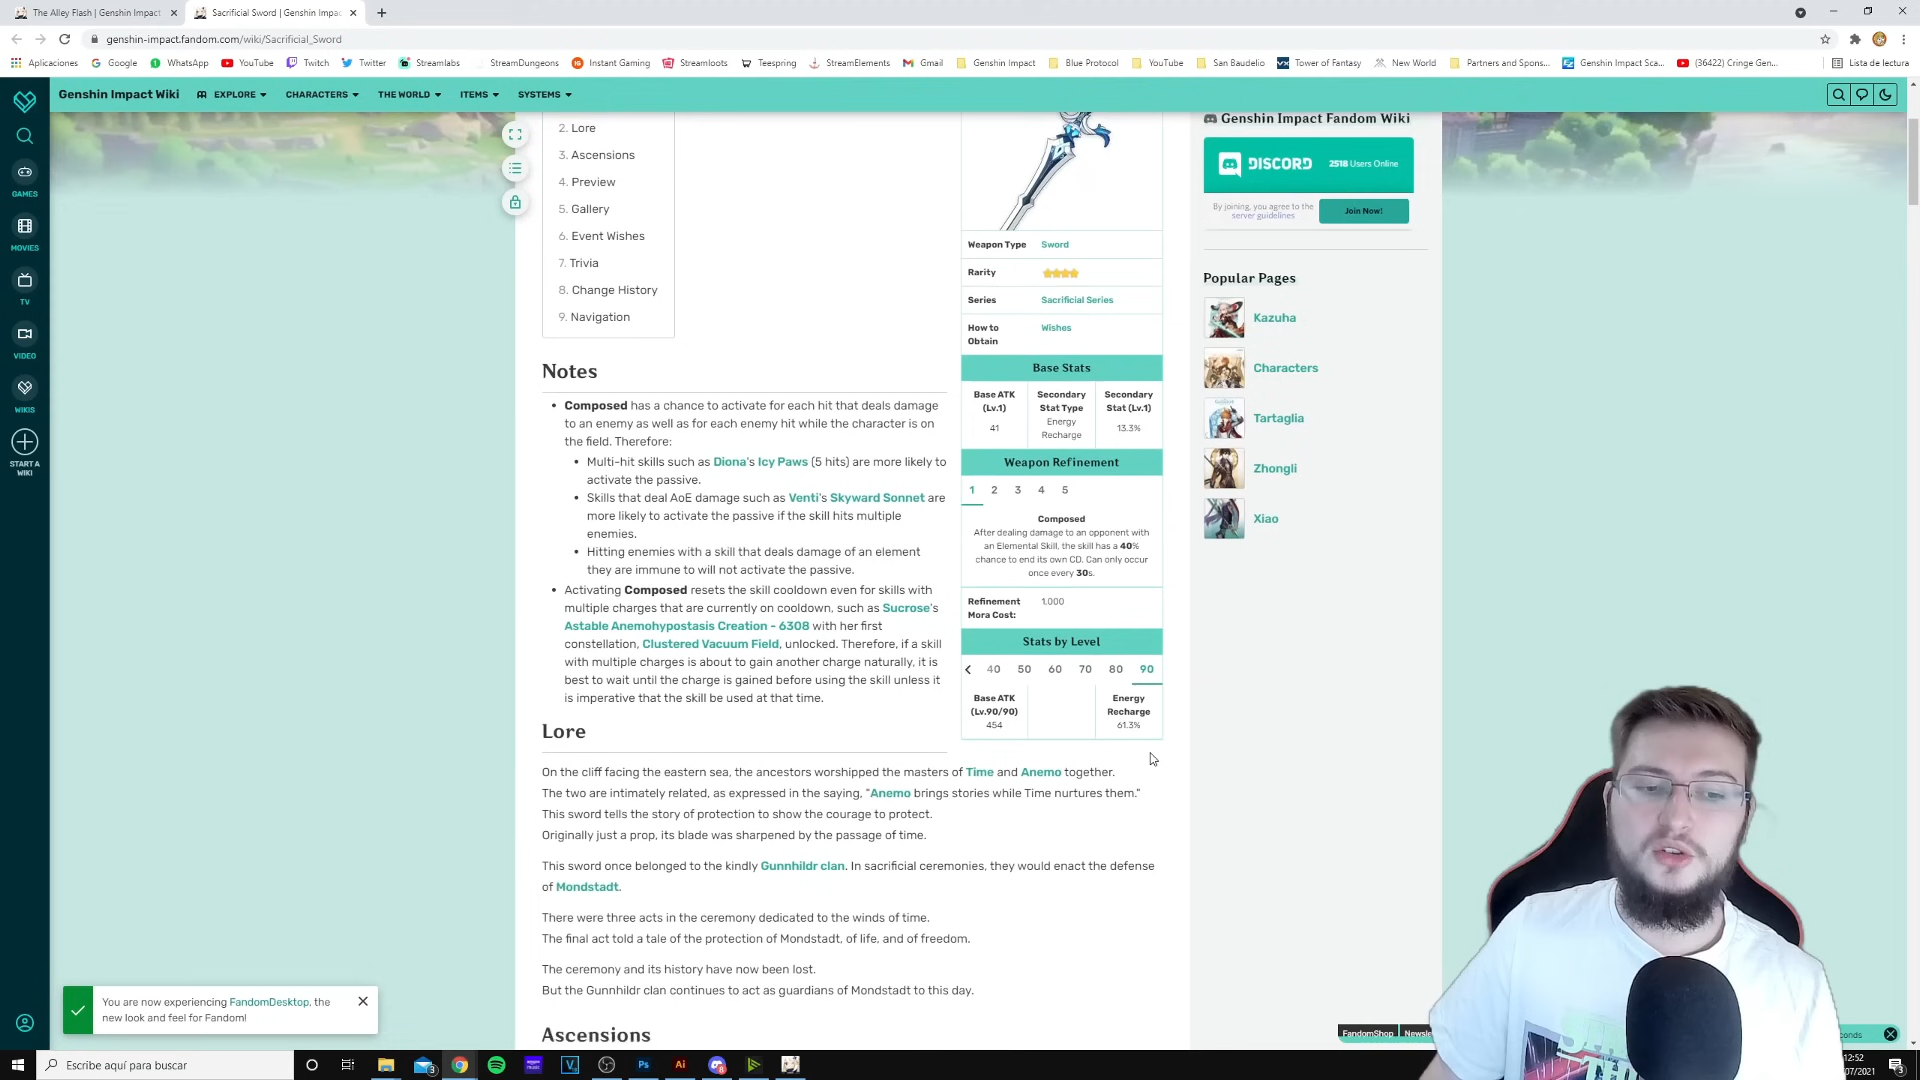 The Alley Flash | Genshin Impact
Sacrificial Sword | Genshin Impac
genshin-impact.fandom.com/wiki/Sacrificial_Sword
Aplicaciones Google WhatsApp YouTube Twitch Twitter Streamlabs StreamDungeons Instant Gaming Streamloots Teespring StreamElements Gmail Genshin Impact Blue Protocol YouTube San Baudelio Tower of Fantasy New World Partners and Spons... Genshin Impact Sca... (36422) Cringe Gen... Lista de lectura
Genshin Impact Wiki EXPLORE CHARACTERS THE WORLD ITEMS SYSTEMS
GAMES
MOVIES
TV
VIDEO
WIKIS
START A
WIKI
2. Lore
3. Ascensions
4. Preview
5. Gallery
6. Event Wishes
7. Trivia
8. Change History
9. Navigation
Notes
Composed has a chance to activate for each hit that deals damage
to an enemy as well as for each enemy hit while the character is on
the field. Therefore:
Multi-hit skills such as Diona's Icy Paws (5 hits) are more likely to
activate the passive.
Skills that deal AoE damage such as Venti's Skyward Sonnet are
more likely to activate the passive if the skill hits multiple
enemies.
Hitting enemies with a skill that deals damage of an element
they are immune to will not activate the passive.
Activating Composed resets the skill cooldown even for skills with
multiple charges that are currently on cooldown, such as Sucrose's
Astable Anemohypostasis Creation - 6308 with her first
constellation, Clustered Vacuum Field, unlocked. Therefore, if a skill
with multiple charges is about to gain another charge naturally, it is
best to wait until the charge is gained before using the skill unless it
is imperative that the skill be used at that time.
Lore
On the cliff facing the eastern sea, the ancestors worshipped the masters of Time and Anemo together.
The two are intimately related, as expressed in the saying, "Anemo brings stories while Time nurtures them."
This sword tells the story of protection to show the courage to protect.
Originally just a prop, its blade was sharpened by the passage of time.
This sword once belonged to the kindly Gunnhildr clan. In sacrificial ceremonies, they would enact the defense
of Mondstadt.
There were three acts in the ceremony dedicated to the winds of time.
The final act told a tale of the protection of Mondstadt, of life, and of freedom.
The ceremony and its history have now been lost.
But the Gunnhildr clan continues to act as guardians of Mondstadt to this day.
Ascensions
Weapon Type Sword
Rarity
Series Sacrificial Series
How to
Obtain Wishes
Base Stats
Base ATK
(Lv.1)
41
Secondary
Stat Type
Energy
Recharge
Secondary
Stat (Lv.1)
13.3%
Weapon Refinement
1 2 3 4 5
Composed
After dealing damage to an opponent with
an Elemental Skill, the skill has a 40%
chance to end its own CD. Can only occur
once every 30s.
Refinement
Mora Cost: 1,000
Stats by Level
40 50 60 70 80 90
Base ATK
(Lv.90/90)
454
Energy
Recharge
61.3%
Genshin Impact Fandom Wiki
DISCORD 2518 Users Online
By joining, you agree to the
server guidelines
Join Now!
Popular Pages
Kazuha
Characters
Tartaglia
Zhongli
Xiao
You are now experiencing FandomDesktop, the
new look and feel for Fandom!
FandomShop Newsle
conds
Escribe aquí para buscar
3
Ps
Ai
12:52
07/2021
3